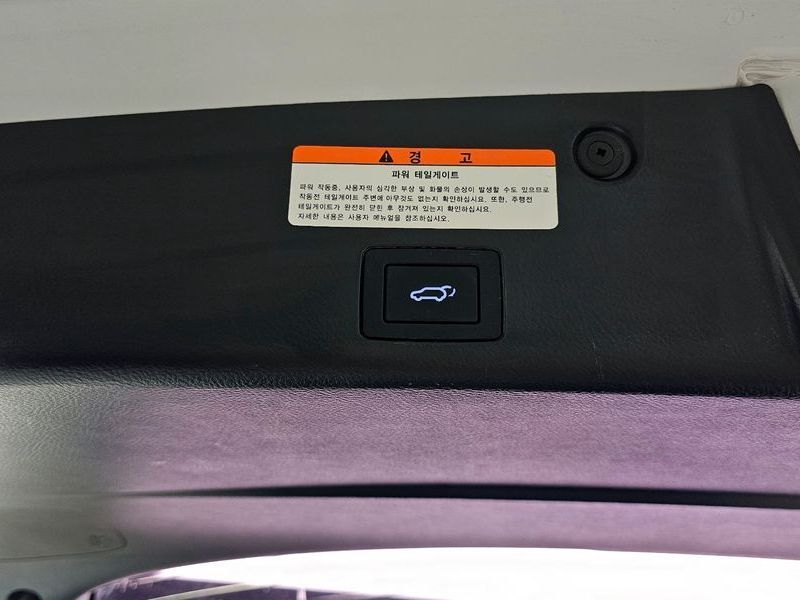 경 고
파워 테일게이트
파워 작동중, 사용자의 심각한 부상 및 화물의 손상이 발생할 수도 있으므로
작동전 테일게이트 주변에 아무것도 없는지 확인하십시요. 또한, 주행전
테일게이트가 완전히 닫힌 후 잠겨져 있는지 확인하십시요.
자세한 내용은 사용자 메뉴얼을 참조하십시오.